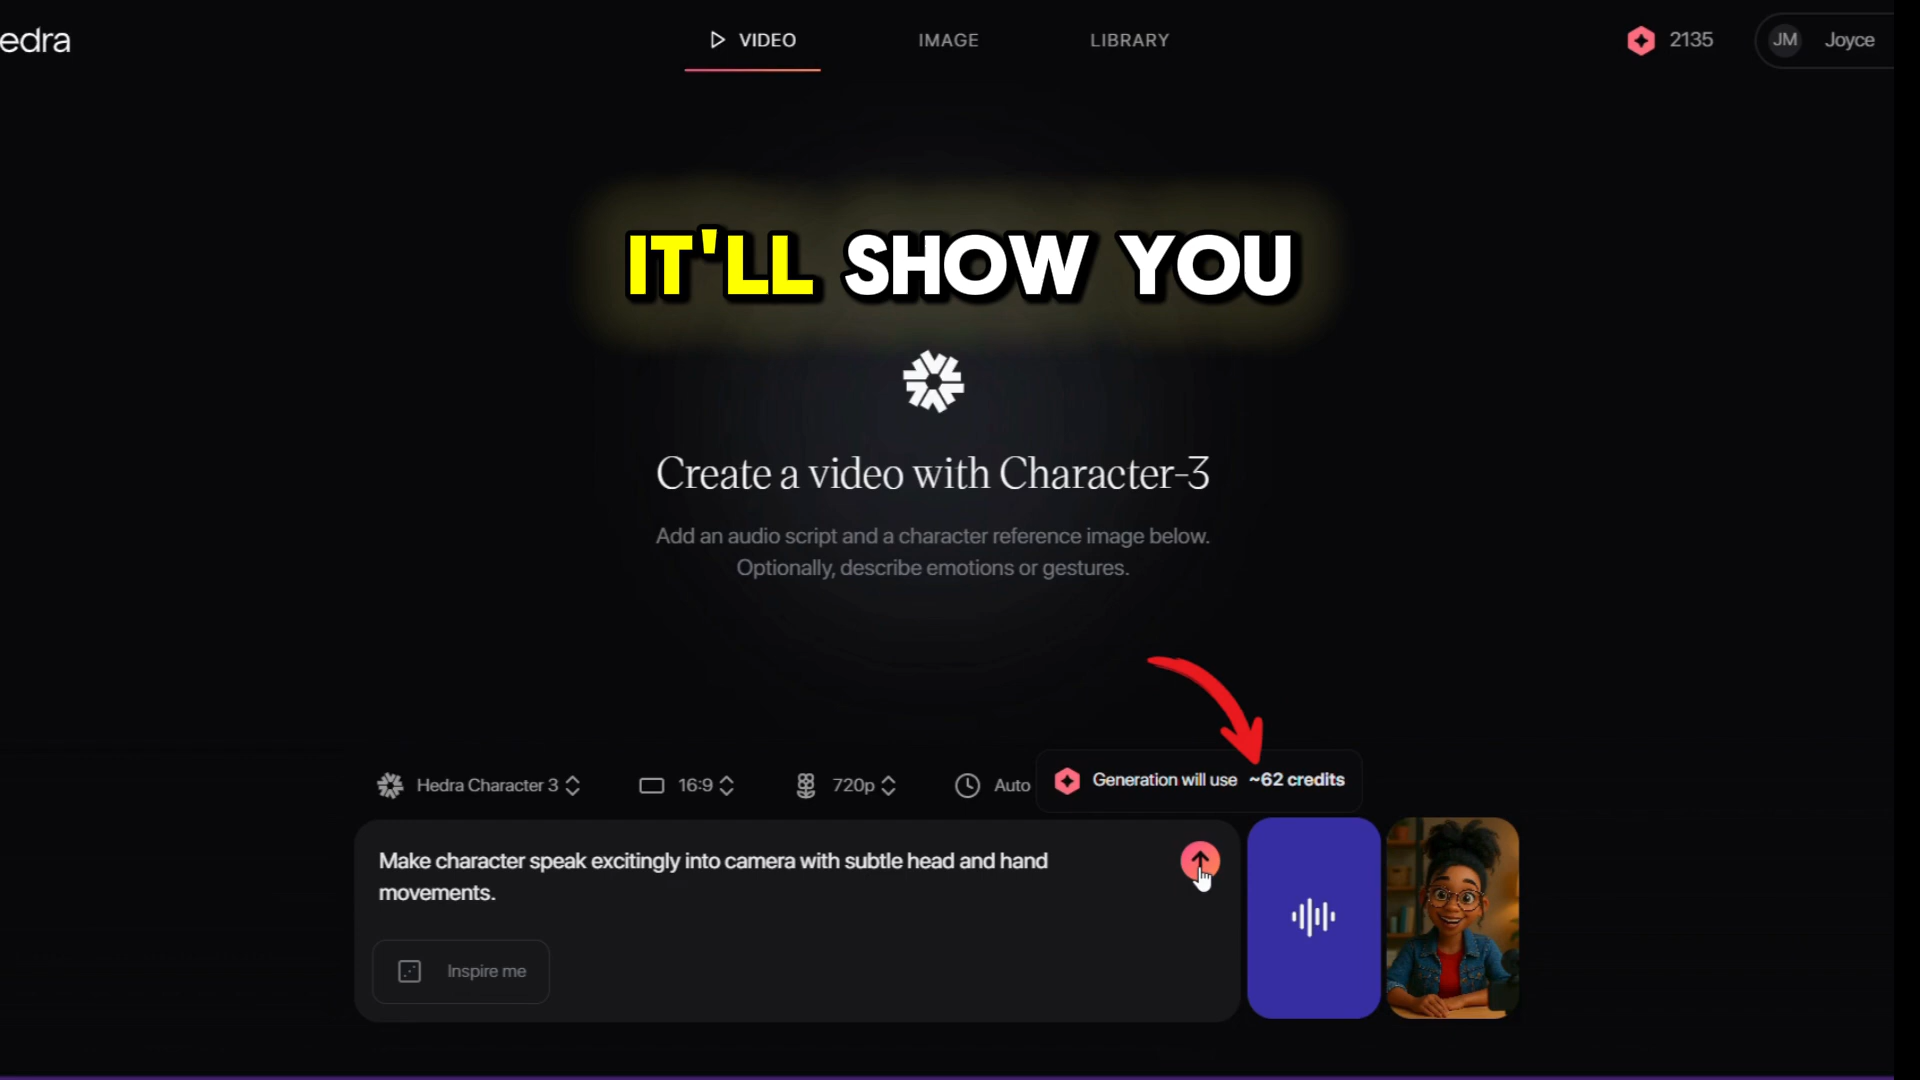 edra
VIDEO
IMAGE
LIBRARY
2135
JM
Joyce
IT'LL SHOW YOU
Create a video with Character-3
Add an audio script and a character reference image below.
Optionally, describe emotions or gestures.
Hedra Character 3
16:9
720p
Auto
Generation will use ~62 credits
Make character speak excitingly into camera with subtle head and hand
movements.
Inspire me